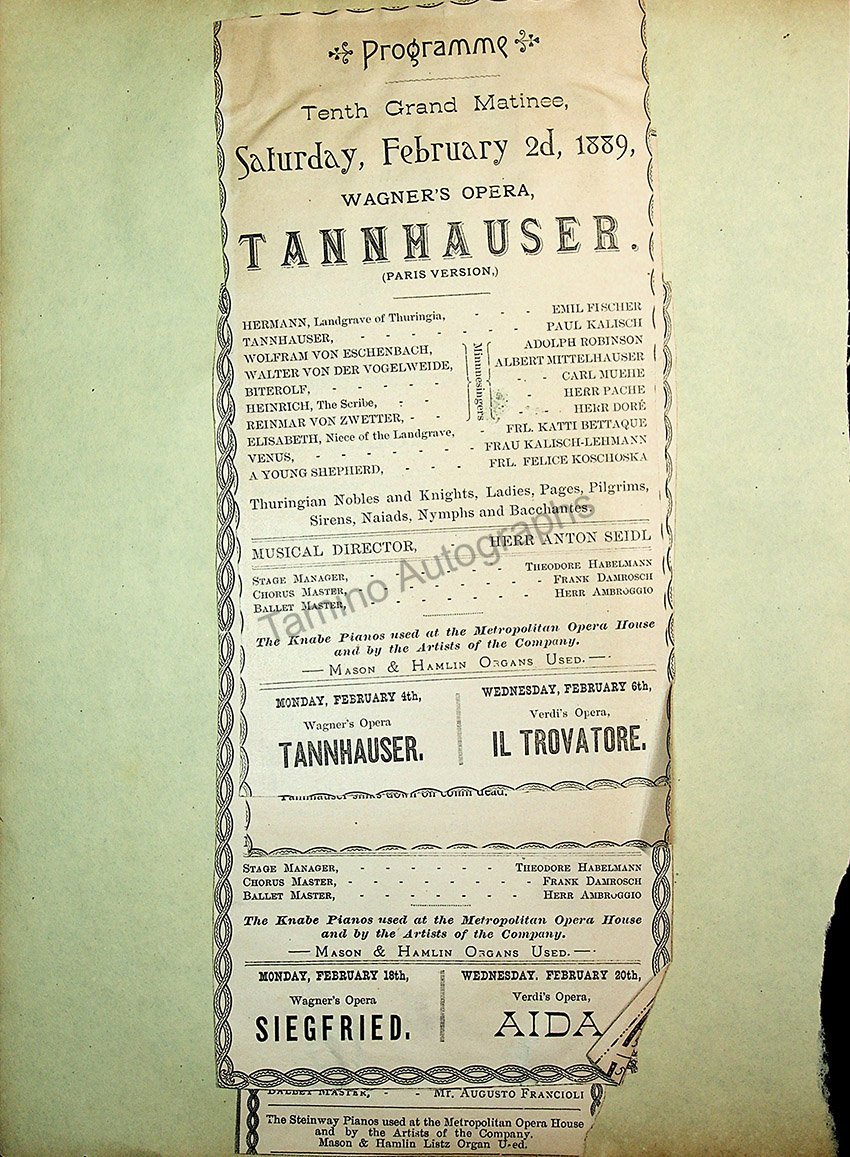 Programme
Tenth Grand Matinee,
Saturday, February 2d, 1889,
WAGNER'S OPERA,
TANNHAUSER.
(PARIS VERSION,)
HERMANN, Landgrave of Thuringia, - - - EMIL FISCHER
TANNHAUSER, - - - - - - PAUL KALISCH
WOLFRAM VON ESCHENBACH, ADOLPH ROBINSON
WALTER VON DER VOGELWEIDE, ALBERT MITTELHAUSER
BITEROLF, - - - - - - - CARL MUEHE
HEINRICH, The Scribe, - - - HERR PACHE
REINMAR VON ZWETTER, - - - HERR DORÉ
Minnnesingers
ELISABETH, Niece of the Landgrave, - FRL. KATTI BETTAQUE
VENUS, - - - - - - - FRAU KALISCH-LEHMANN
A YOUNG SHEPHERD, - - - - FRL. FELICE KOSCHOSKA
Thuringian Nobles and Knights, Ladies, Pages, Pilgrims,
Sirens, Naiads, Nymphs and Bacchantes.
MUSICAL DIRECTOR, - - HERR ANTON SEIDL
STAGE MANAGER, - - - - - - THEODORE HABELMANN
CHORUS MASTER, - - - - - - - FRANK DAMROSCH
BALLET MASTER, - - - - - - HERR AMBROGGIO
Tamino Autographs
The Knabe Pianos used at the Metropolitan Opera House
and by the Artists of the Company.
— MASON & HAMLIN ORGANS USED. —
MONDAY, FEBRUARY 4th,
Wagner's Opera
TANNHAUSER.
WEDNESDAY, FEBRUARY 6th,
Verdi's Opera,
IL TROVATORE.
Tannhäuser sinks down on coffin dead.
STAGE MANAGER, - - - - - - THEODORE HABELMANN
CHORUS MASTER, - - - - - - - - FRANK DAMROSCH
BALLET MASTER, - - - - - - - HERR AMBROGGIO
The Knabe Pianos used at the Metropolitan Opera House
and by the Artists of the Company.
— MASON & HAMLIN ORGANS USED. —
MONDAY, FEBRUARY 18th,
Wagner's Opera
SIEGFRIED.
WEDNESDAY. FEBRUARY 20th,
Verdi's Opera,
AIDA
BALLET MASTER, - - MR. AUGUSTO FRANCIOLI
The Steinway Pianos used at the Metropolitan Opera House
and by the Artists of the Company.
Mason & Hamlin Listz Organ Used.